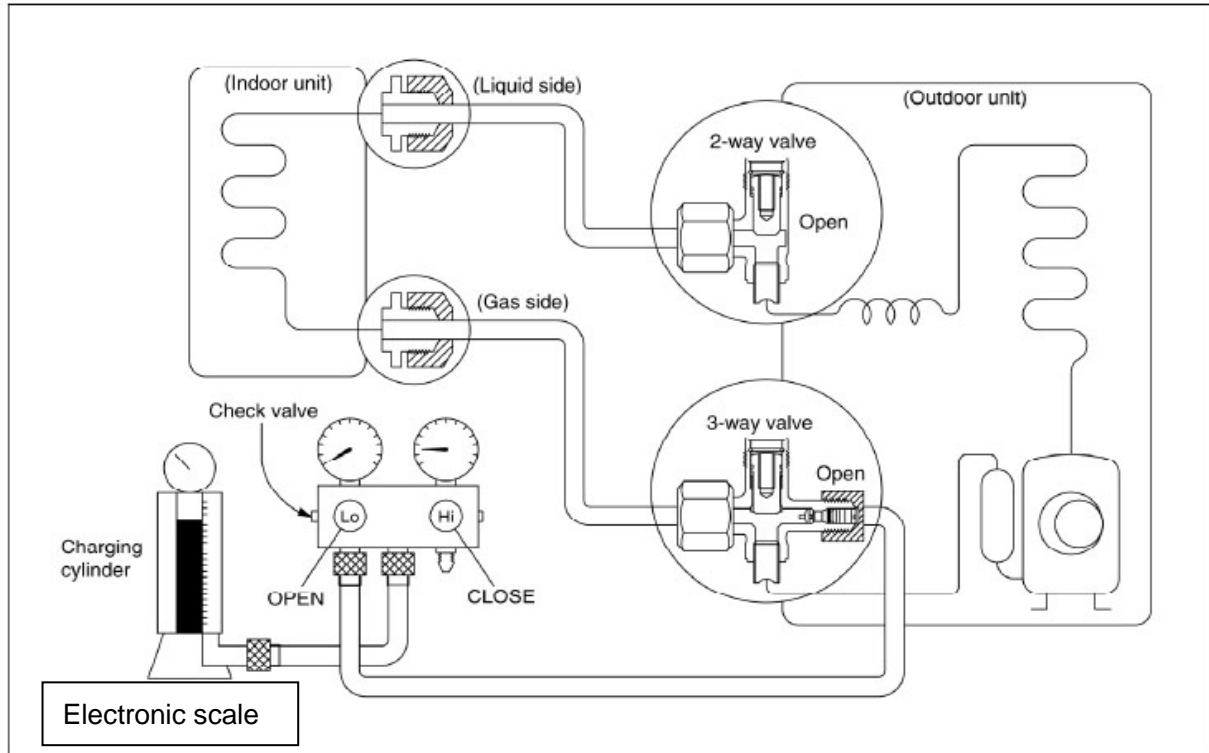 (Indoor unit)
(Liquid side)
(Outdoor unit)
2-way valve
Open
(Gas side)
3-way valve
Open
Check valve
Lo
Hi
Charging
cylinder
OPEN
CLOSE
Electronic scale